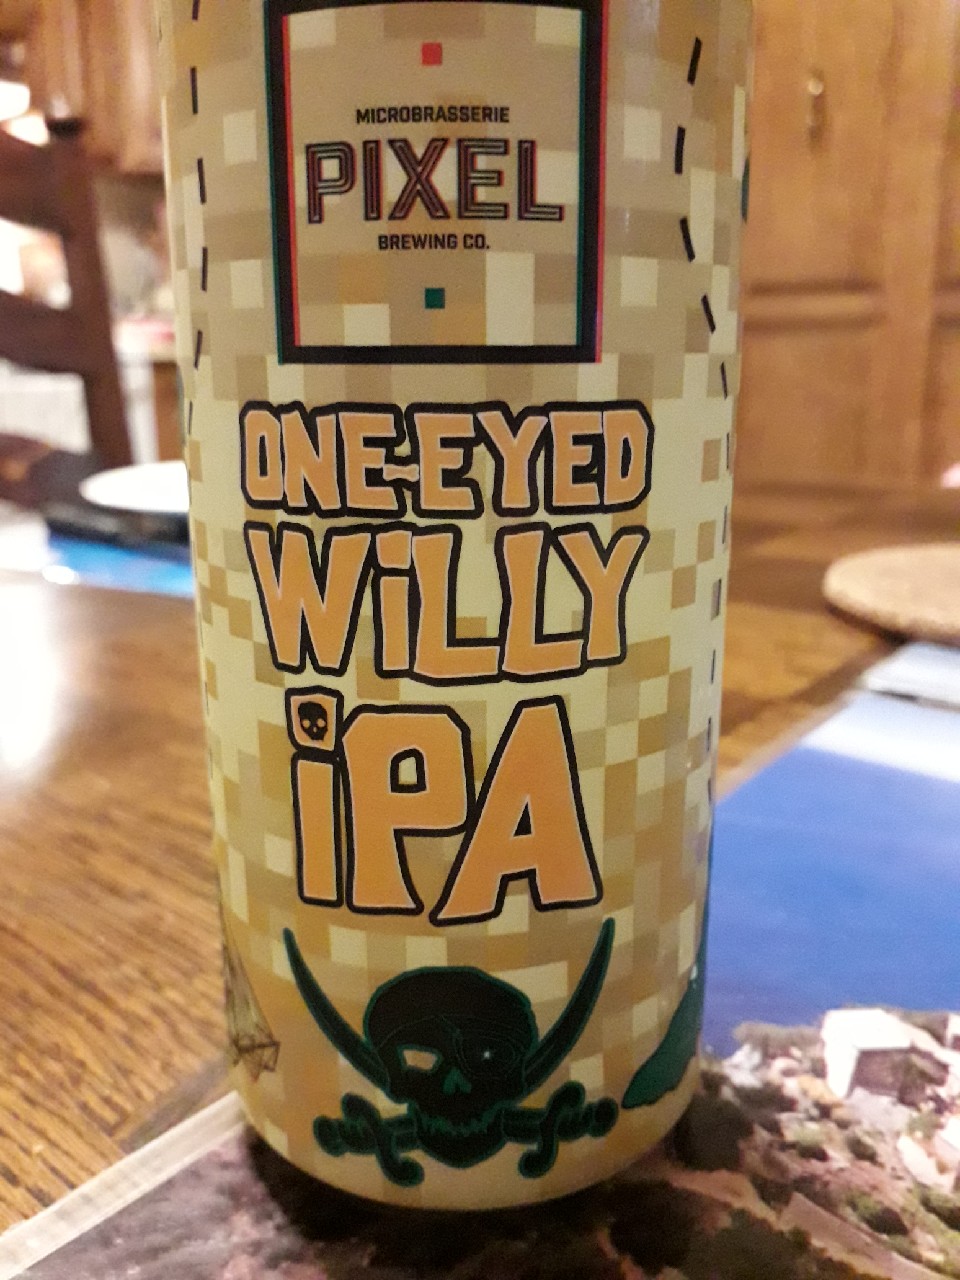 MICROBRASSERIE
PIXEL
BREWING CO.
ONE-EYED
WiLLY
iPA